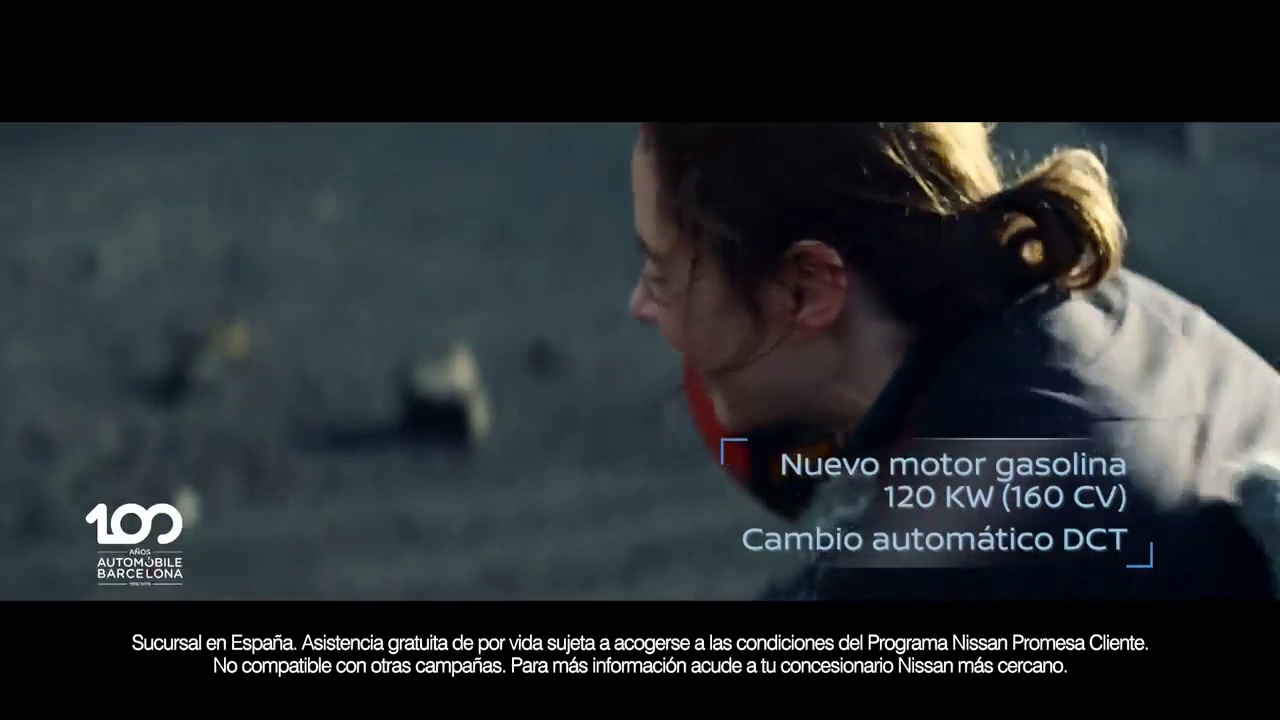 Nuevo motor gasolina
120 KW (160 CV)
Cambio automático DCT
100
AÑOS
AUTOMOBILE
BARCELONA
Sucursal en España. Asistencia gratuita de por vida sujeta a acogerse a las condiciones del Programa Nissan Promesa Cliente.
No compatible con otras campañas. Para más información acude a tu concesionario Nissan más cercano.